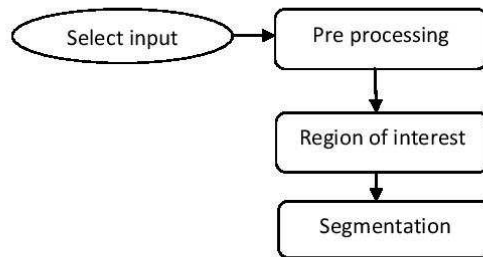 Select input
Pre processing
Region of interest
Segmentation